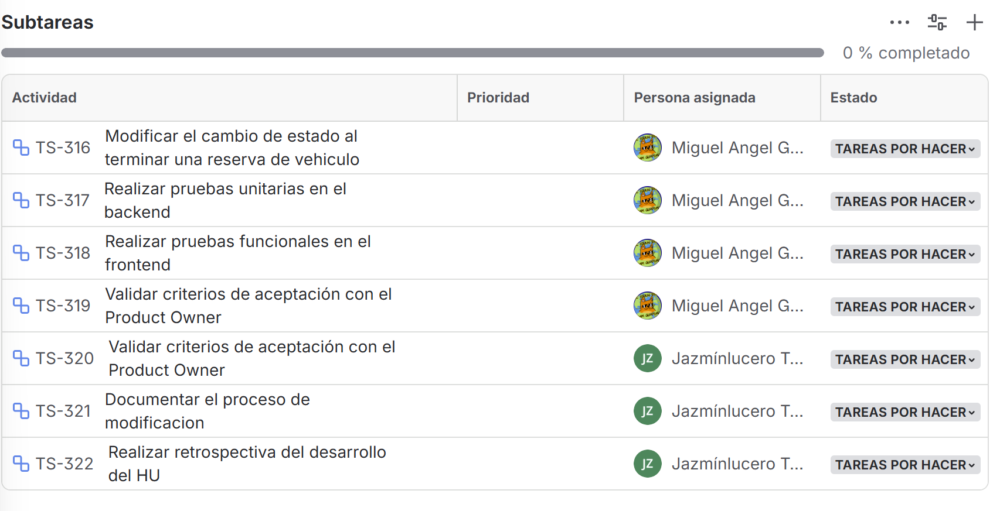 Subtareas
0 % completado
Actividad Prioridad Persona asignada Estado
TS-316 Modificar el cambio de estado al terminar una reserva de vehiculo Miguel Angel G... TAREAS POR HACER
TS-317 Realizar pruebas unitarias en el backend Miguel Angel G... TAREAS POR HACER
TS-318 Realizar pruebas funcionales en el frontend Miguel Angel G... TAREAS POR HACER
TS-319 Validar criterios de aceptación con el Product Owner Miguel Angel G... TAREAS POR HACER
TS-320 Validar criterios de aceptación con el Product Owner JZ Jazmínlucero T... TAREAS POR HACER
TS-321 Documentar el proceso de modificacion JZ Jazmínlucero T... TAREAS POR HACER
TS-322 Realizar retrospectiva del desarrollo del HU JZ Jazmínlucero T... TAREAS POR HACER